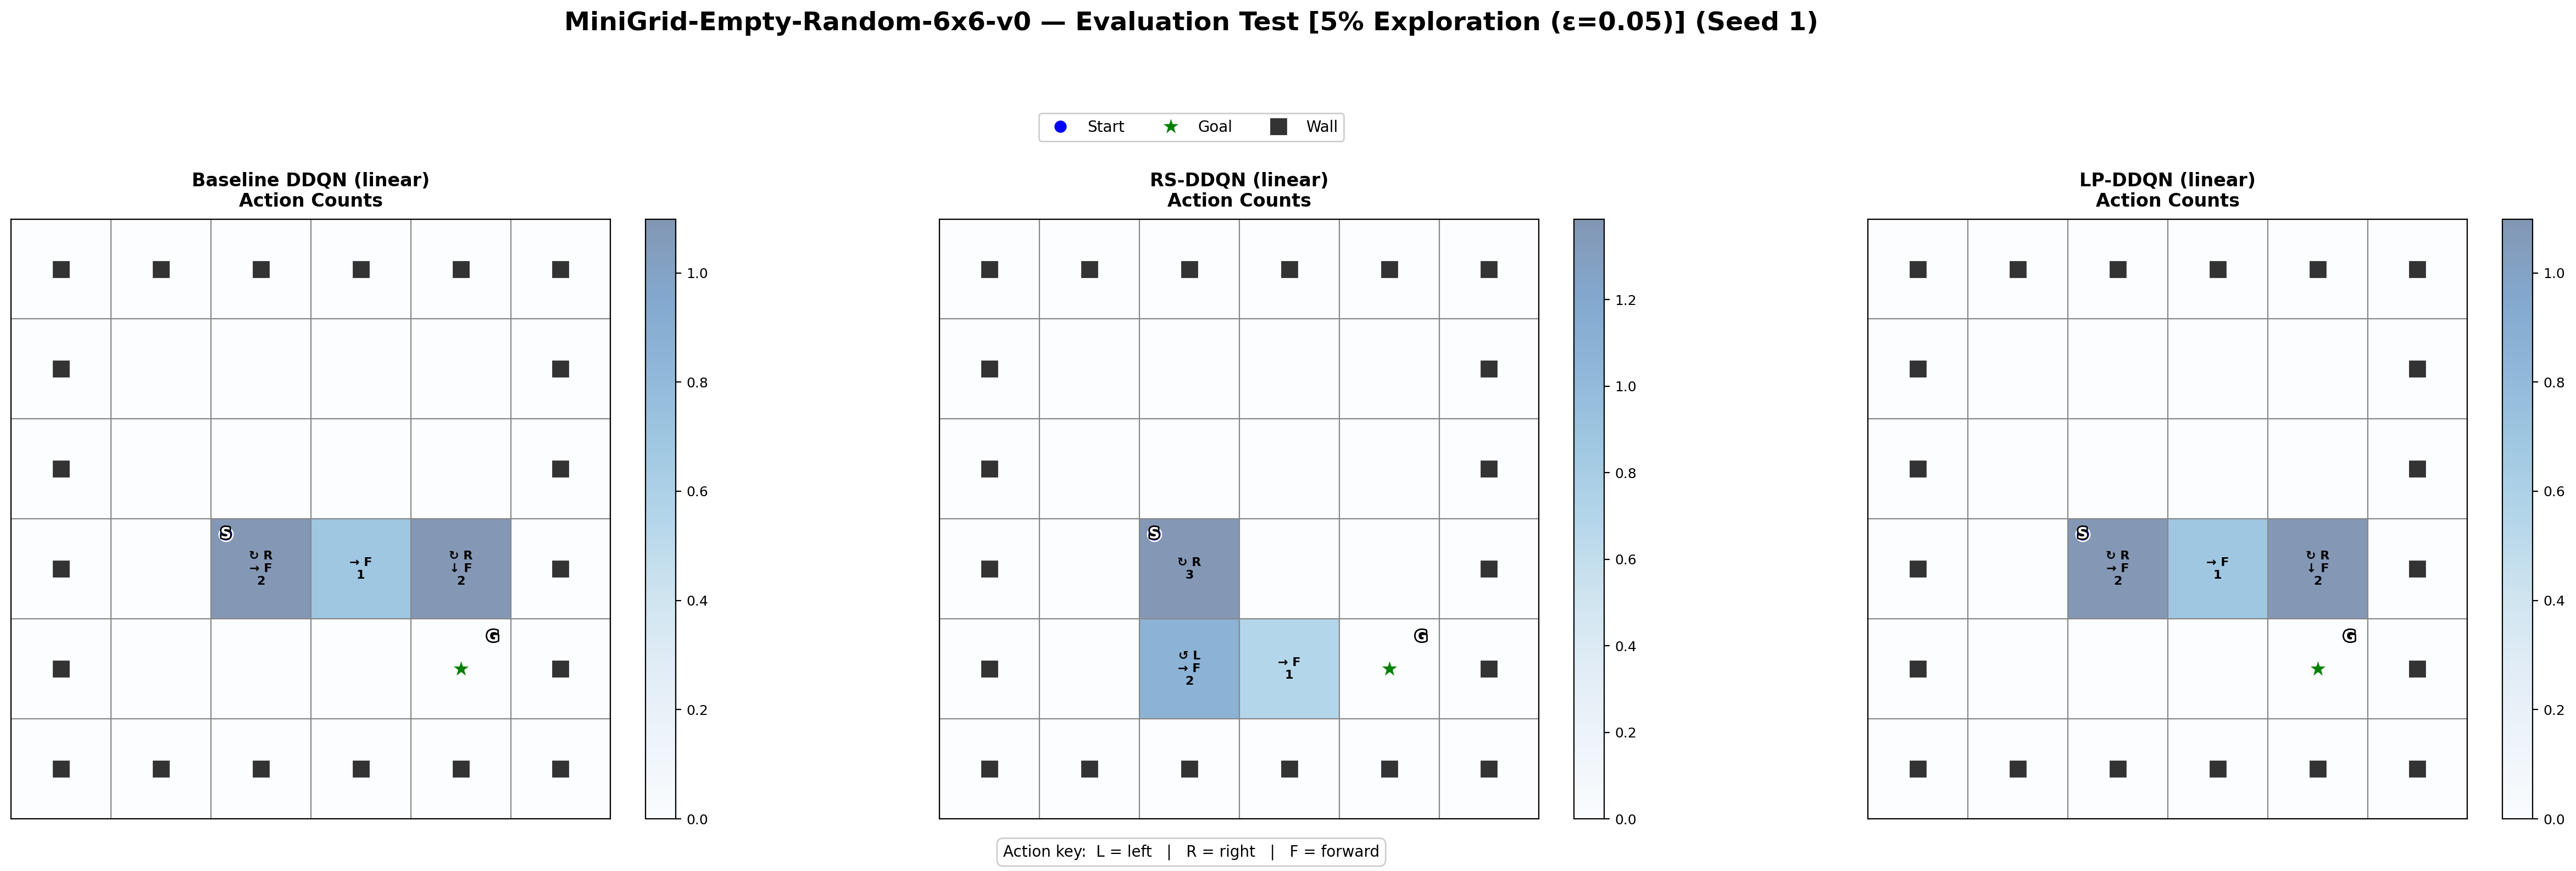 MiniGrid-Empty-Random-6x6-v0 — Evaluation Test [5% Exploration (ε=0.05)] (Seed 1)
Start
Goal
Wall
Baseline DDQN (linear)
Action Counts
S
↻ R
→ F
2
→ F
1
↻ R
↓ F
2
G
1.0
0.8
0.6
0.4
0.2
0.0
RS-DDQN (linear)
Action Counts
S
↻ R
3
↺ L
→ F
2
→ F
1
G
1.2
1.0
0.8
0.6
0.4
0.2
0.0
LP-DDQN (linear)
Action Counts
S
↻ R
→ F
2
→ F
1
↻ R
↓ F
2
G
1.0
0.8
0.6
0.4
0.2
0.0
Action key: L = left | R = right | F = forward